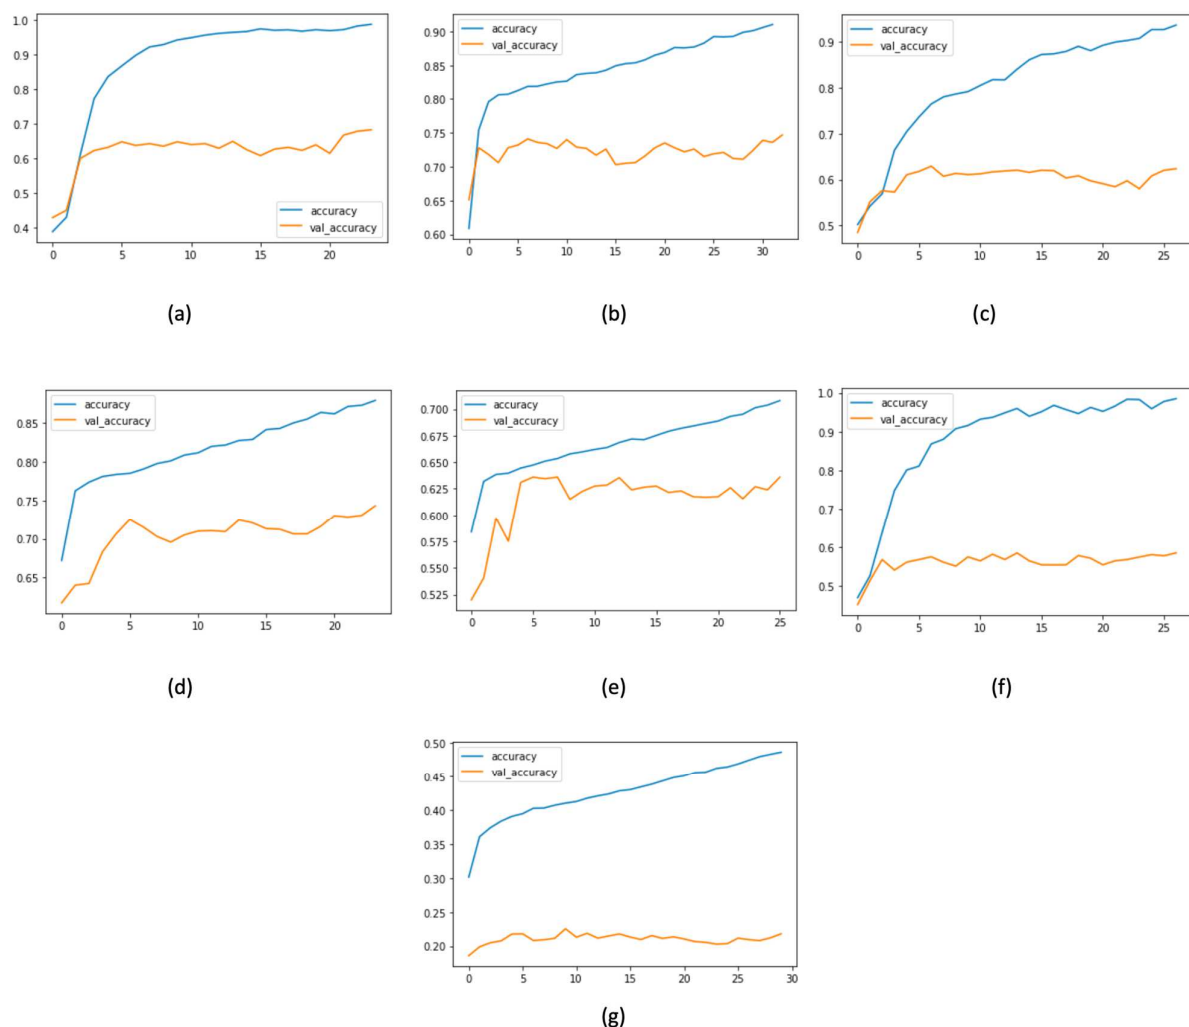 1.0
0.9
0.8
0.7
0.6
0.5
0.4
accuracy
val_accuracy
0 5 10 15 20
(a)
accuracy
val_accuracy
0.90
0.85
0.80
0.75
0.70
0.65
0.60
0 5 10 15 20 25 30
(b)
accuracy
val_accuracy
0.9
0.8
0.7
0.6
0.5
0 5 10 15 20 25
(c)
accuracy
val_accuracy
0.85
0.80
0.75
0.70
0.65
0 5 10 15 20
(d)
accuracy
val_accuracy
0.700
0.675
0.650
0.625
0.600
0.575
0.550
0.525
0 5 10 15 20 25
(e)
1.0
accuracy
val_accuracy
0.9
0.8
0.7
0.6
0.5
0 5 10 15 20 25
(f)
0.50
accuracy
val_accuracy
0.45
0.40
0.35
0.30
0.25
0.20
0 5 10 15 20 25 30
(g)